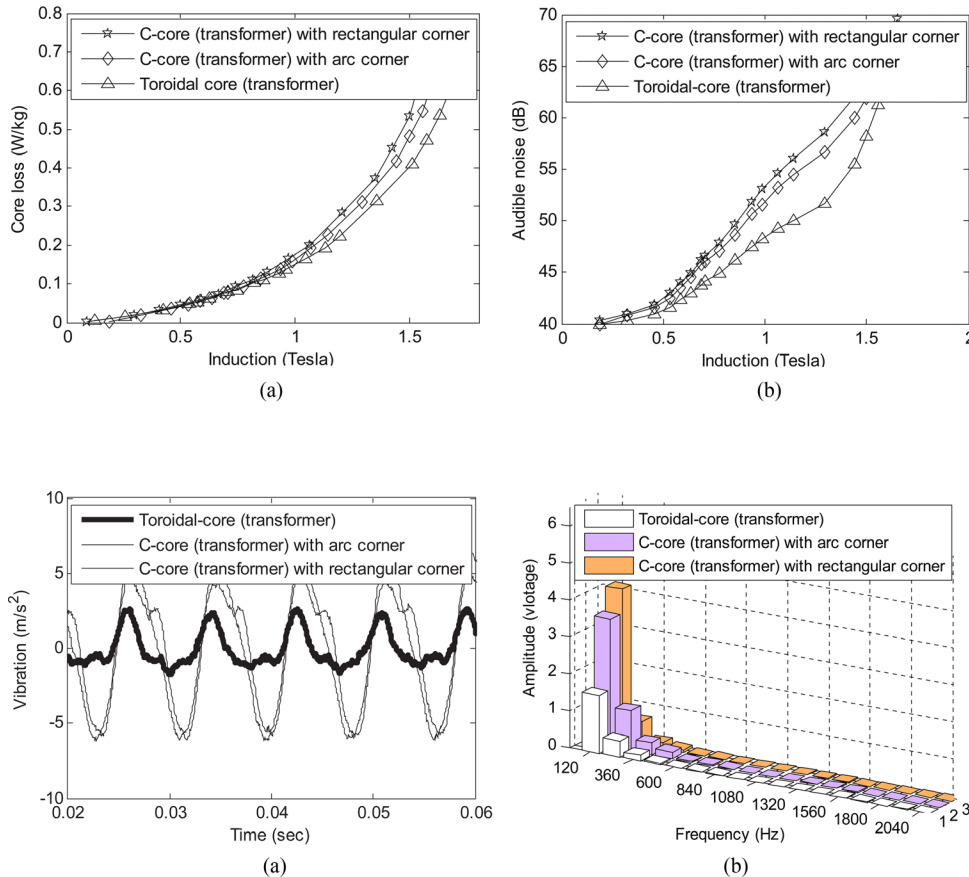 0.8
0.7
0.6
0.5
0.4
0.3
0.2
0.1
0
Core loss (W/kg)
C-core (transformer) with rectangular corner
C-core (transformer) with arc corner
Toroidal core (transformer)
0.5
1
1.5
Induction (Tesla)
(a)
70
65
60
55
50
45
40
Audible noise (dB)
C-core (transformer) with rectangular corner
C-core (transformer) with arc corner
Toroidal-core (transformer)
0
0.5
1
1.5
2
Induction (Tesla)
(b)
10
5
0
-5
-10
Vibration (m/s²)
Toroidal-core (transformer)
C-core (transformer) with arc corner
C-core (transformer) with rectangular corner
0.02
0.03
0.04
0.05
0.06
Time (sec)
(a)
6
5
4
3
2
1
0
Amplitude (vlotage)
Toroidal-core (transformer)
C-core (transformer) with arc corner
C-core (transformer) with rectangular corner
120
360
600
840
1080
1320
1560
1800
2040
1
2
3
Frequency (Hz)
(b)